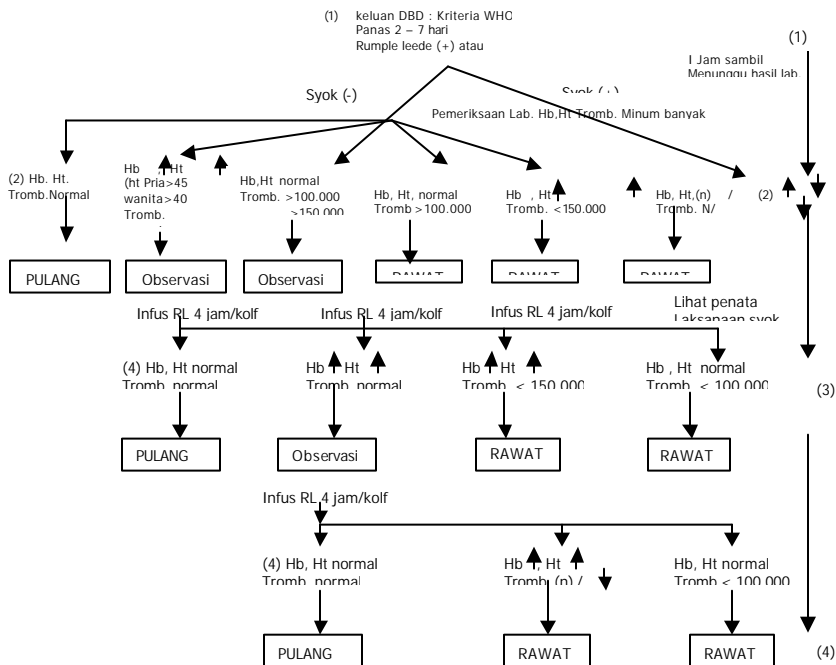 (1) keluan DBD : Kriteria WHO
Panas 2 – 7 hari
Rumple leede (+) atau
(1)
I Jam sambil
Menunggu hasil lab.
Syok (-)
Syok (+)
Pemeriksaan Lab. Hb,Ht Tromb. Minum banyak
(2) Hb. Ht.
Tromb.Normal
Hb , Ht
(ht Pria>45
wanita>40
Tromb.
Hb,Ht normal
Tromb. >100.000
>150.000
Hb, Ht, normal
Tromb >100.000
Hb , Ht
Tromb. <150.000
Hb, Ht,(n) /
Tromb. N/
(2)
PULANG
Observasi
Observasi
RAWAT
RAWAT
RAWAT
Infus RL 4 jam/kolf
Infus RL 4 jam/kolf
Infus RL 4 jam/kolf
Lihat penata
Laksanaan syok
(4) Hb, Ht normal
Tromb. normal
Hb Ht
Tromb. normal
Hb Ht
Tromb. < 150.000
Hb , Ht normal
Tromb. < 100.000
(3)
PULANG
Observasi
RAWAT
RAWAT
Infus RL 4 jam/kolf
(4) Hb, Ht normal
Tromb. normal
Hb , Ht
Tromb. (n) /
Hb, Ht normal
Tromb < 100.000
PULANG
RAWAT
RAWAT
(4)